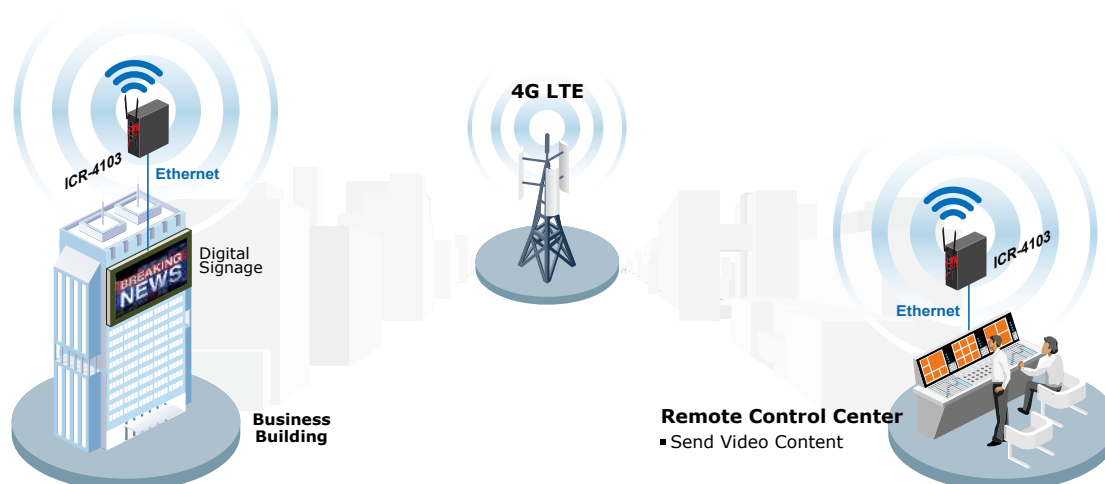 4G LTE
ICR-4103
Ethernet
Digital
Signage
BREAKING
NEWS
Business
Building
ICR-4103
Ethernet
Remote Control Center
▪ Send Video Content